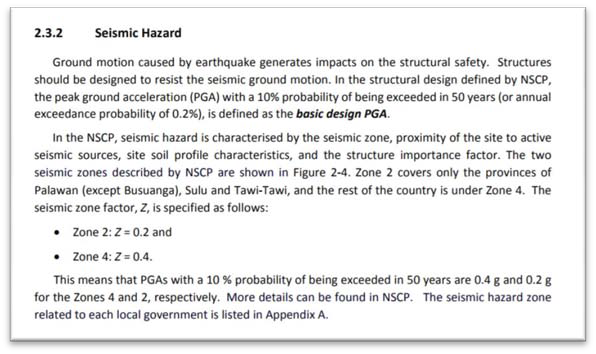 2.3.2 Seismic Hazard
Ground motion caused by earthquake generates impacts on the structural safety. Structures
should be designed to resist the seismic ground motion. In the structural design defined by NSCP,
the peak ground acceleration (PGA) with a 10% probability of being exceeded in 50 years (or annual
exceedance probability of 0.2%), is defined as the basic design PGA.
In the NSCP, seismic hazard is characterised by the seismic zone, proximity of the site to active
seismic sources, site soil profile characteristics, and the structure importance factor. The two
seismic zones described by NSCP are shown in Figure 2-4. Zone 2 covers only the provinces of
Palawan (except Busuanga), Sulu and Tawi-Tawi, and the rest of the country is under Zone 4. The
seismic zone factor, Z, is specified as follows:
• Zone 2: Z = 0.2 and
• Zone 4: Z = 0.4.
This means that PGAs with a 10 % probability of being exceeded in 50 years are 0.4 g and 0.2 g
for the Zones 4 and 2, respectively. More details can be found in NSCP. The seismic hazard zone
related to each local government is listed in Appendix A.